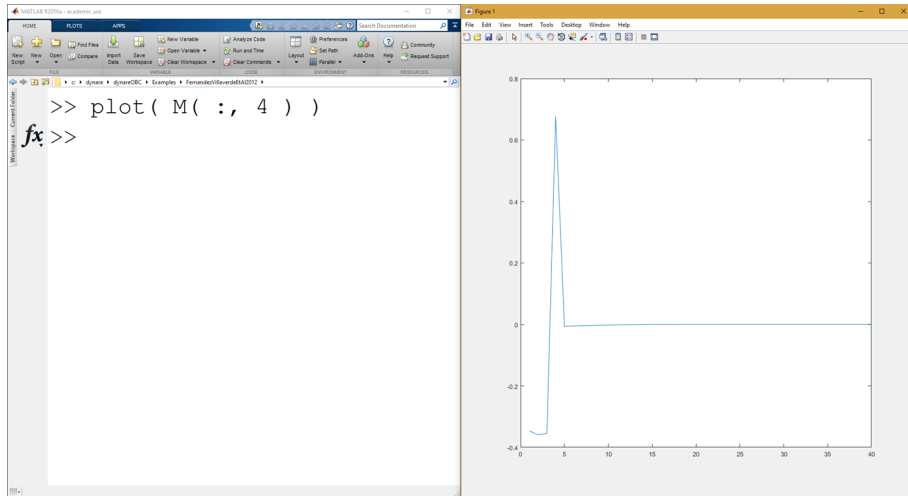 MATLAB R2016a - academic use
HOME PLOTS APPS
Search Documentation
New Script
New
Open
Find Files
Compare
Import Data
Save Workspace
New Variable
Open Variable
Clear Workspace
Analyze Code
Run and Time
Clear Commands
Layout
Preferences
Set Path
Parallel
Add-Ons
Help
Community
Request Support
FILE VARIABLE CODE ENVIRONMENT RESOURCES
c: dynare dynareOBC Examples FernandezVillaverdeEtAl2012
Current Folder
Workspace
>> plot( M( :, 4 ) )
fx >>
Figure 1
File Edit View Insert Tools Desktop Window Help
0.8
0.6
0.4
0.2
0
-0.2
-0.4
0 5 10 15 20 25 30 35 40